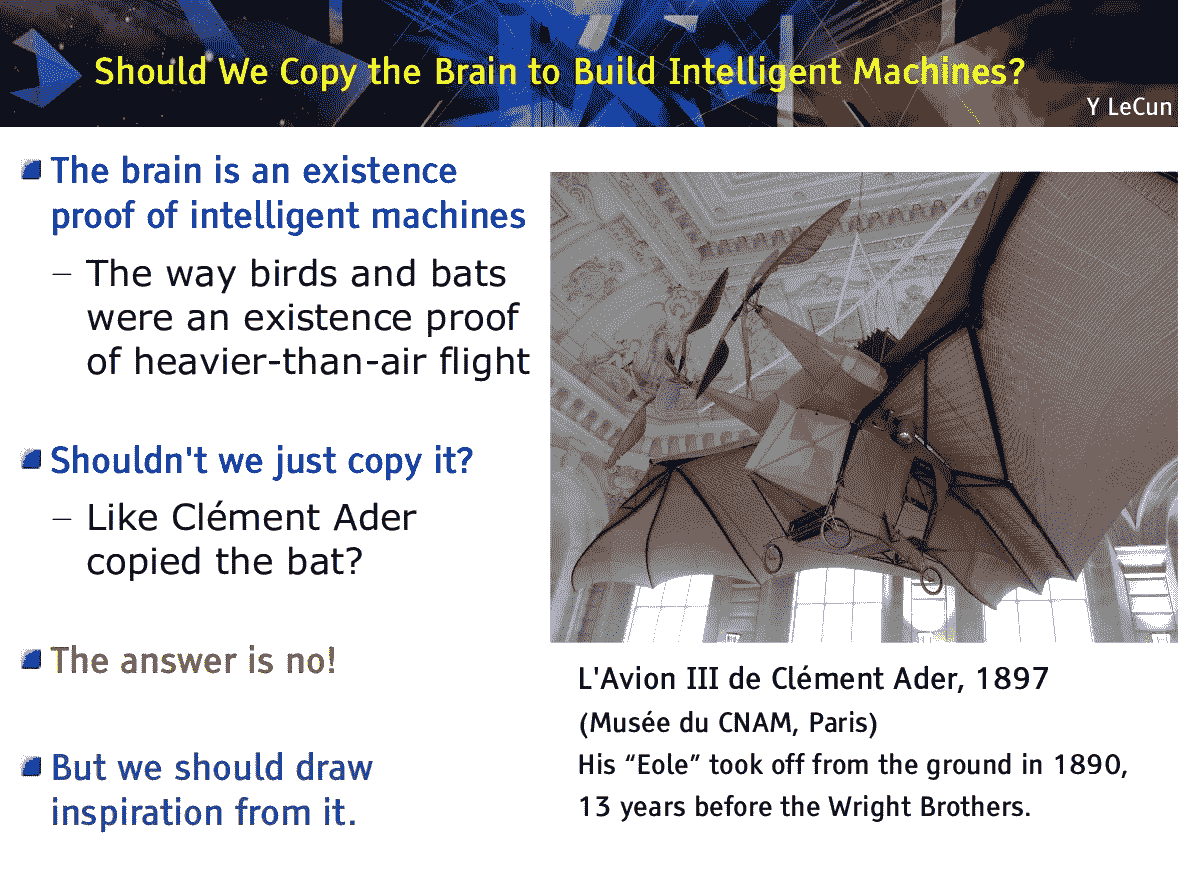 Should We Copy the Brain to Build Intelligent Machines?
Y LeCun
The brain is an existence
proof of intelligent machines
– The way birds and bats
were an existence proof
of heavier-than-air flight
Shouldn't we just copy it?
– Like Clément Ader
copied the bat?
The answer is no!
But we should draw
inspiration from it.
L'Avion III de Clément Ader, 1897
(Musée du CNAM, Paris)
His “Eole” took off from the ground in 1890,
13 years before the Wright Brothers.